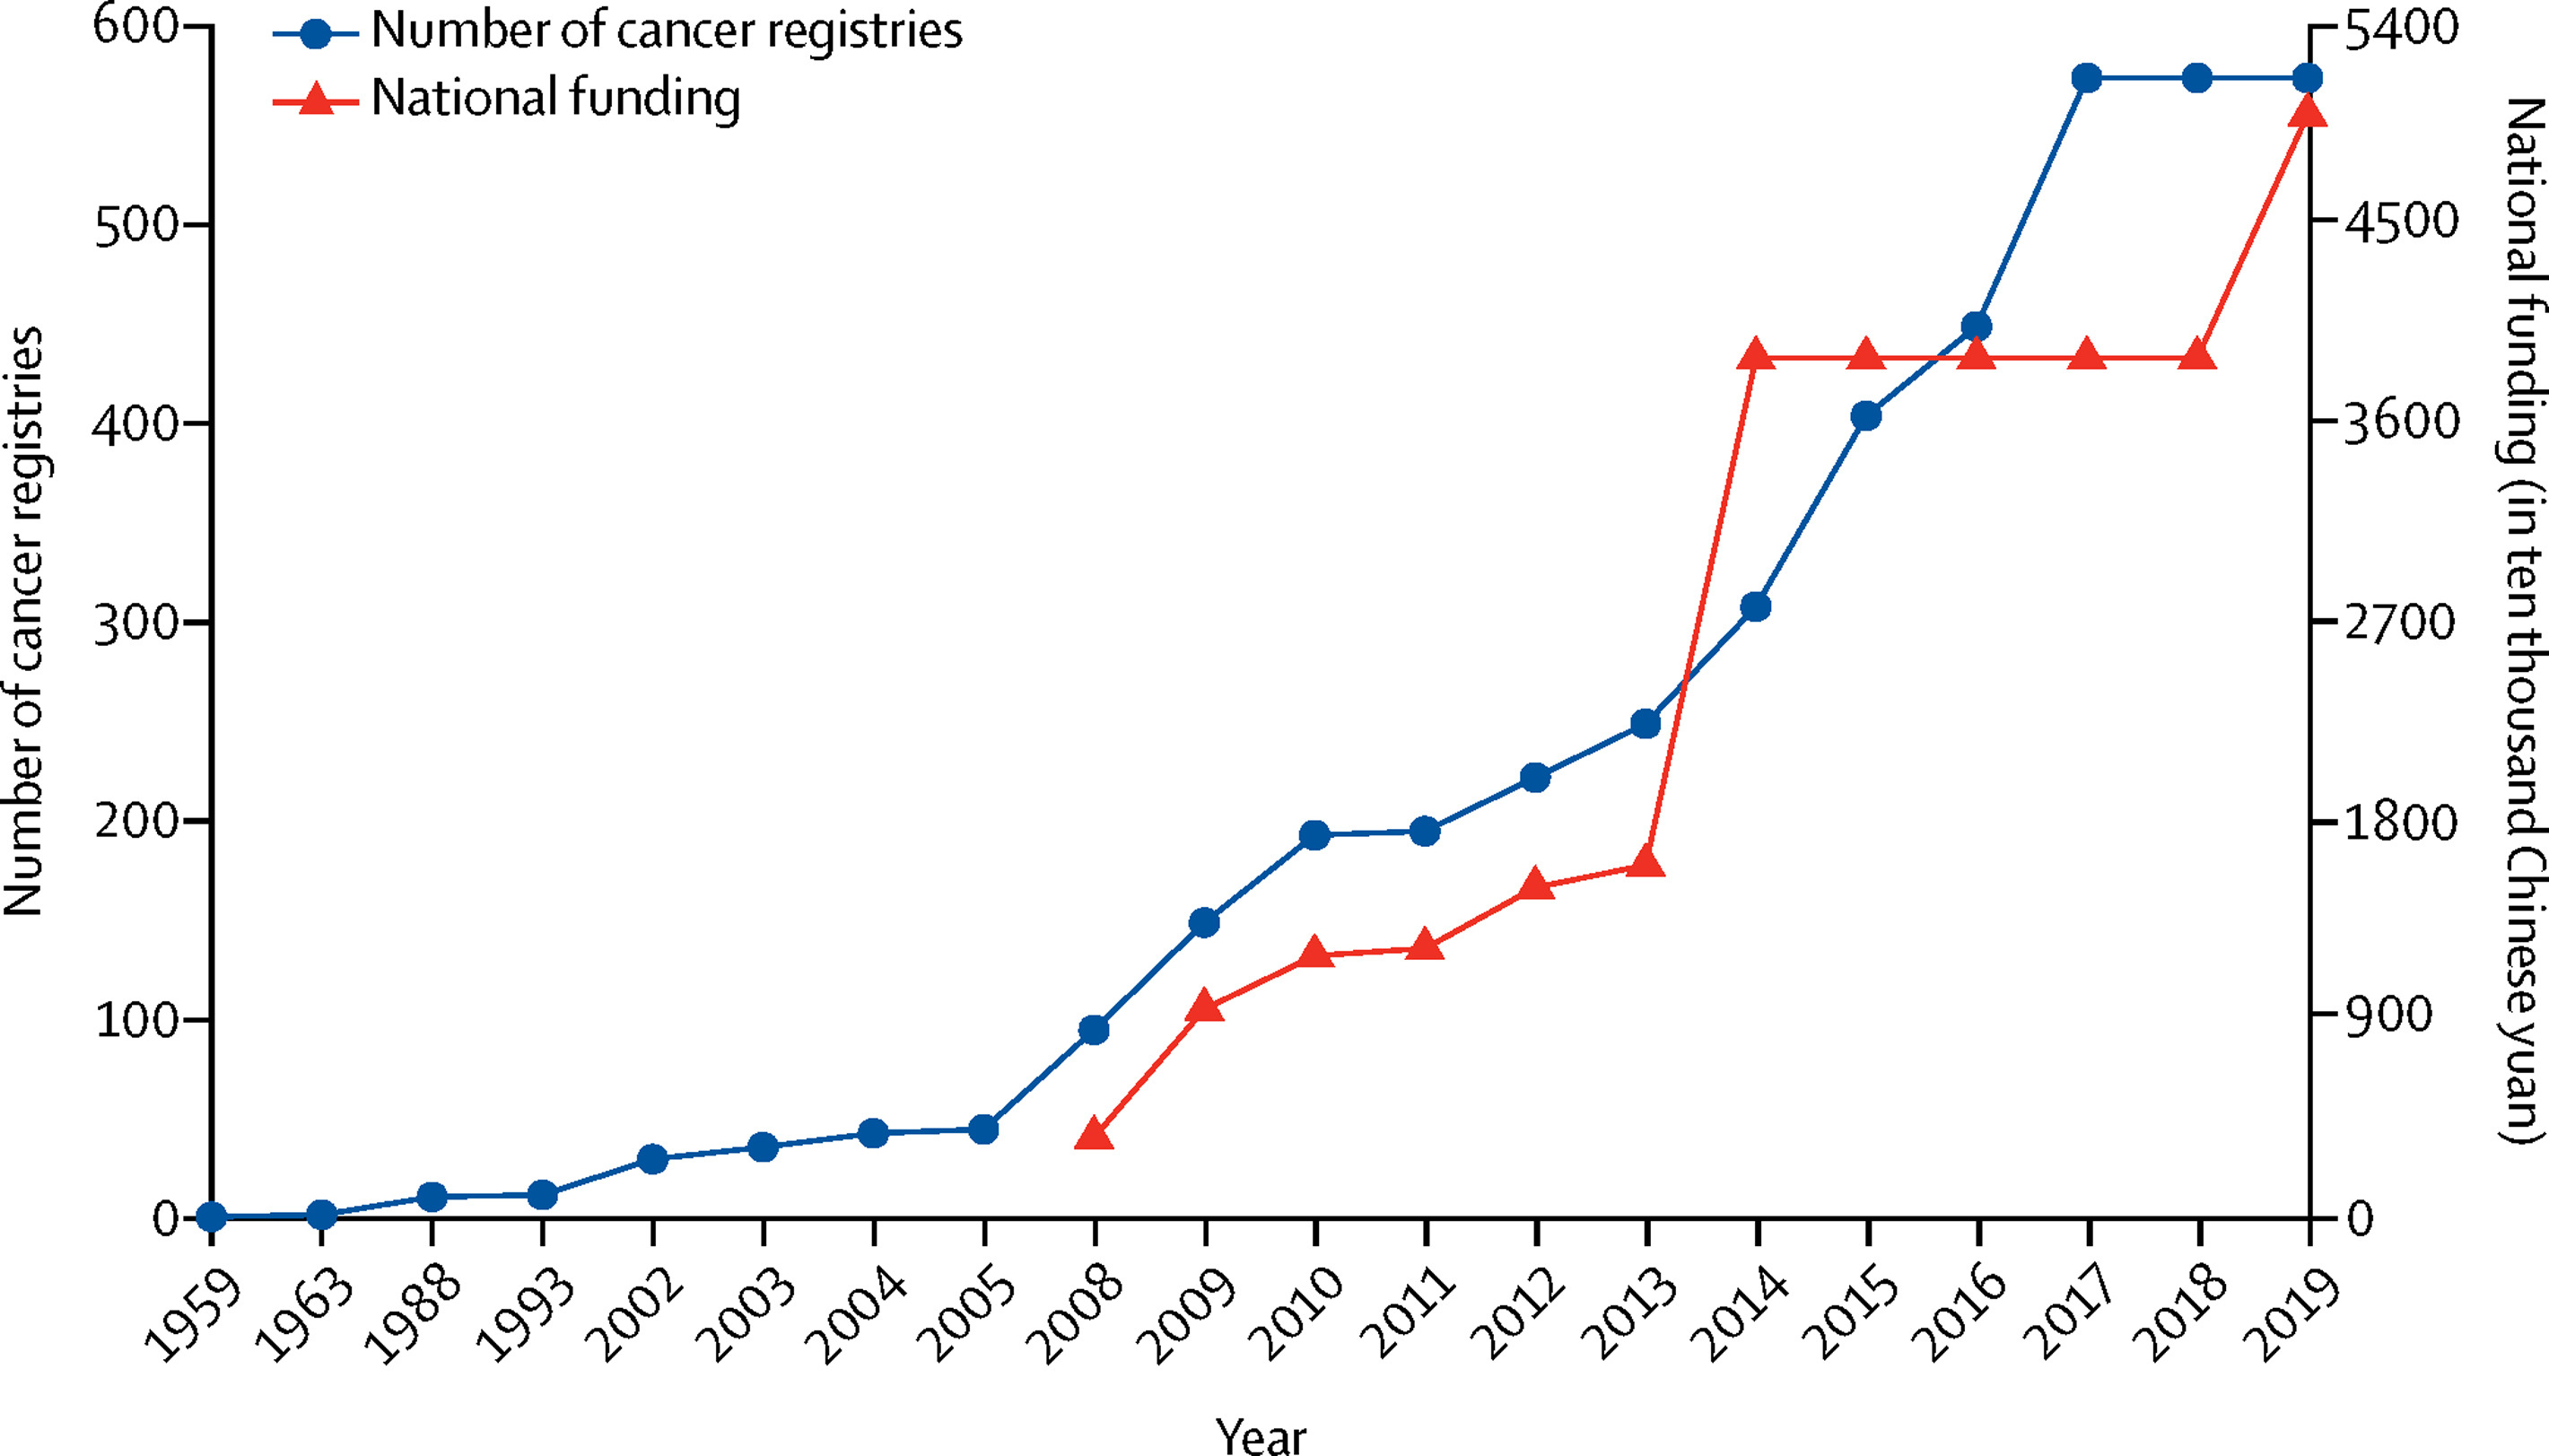 Number of cancer registries
National funding
600
500
400
300
200
100
0
Number of cancer registries
5400
4500
3600
2700
1800
900
0
National funding (in ten thousand Chinese yuan)
1959 1963 1988 1993 2002 2003 2004 2005 2008 2009 2010 2011 2012 2013 2014 2015 2016 2017 2018 2019
Year